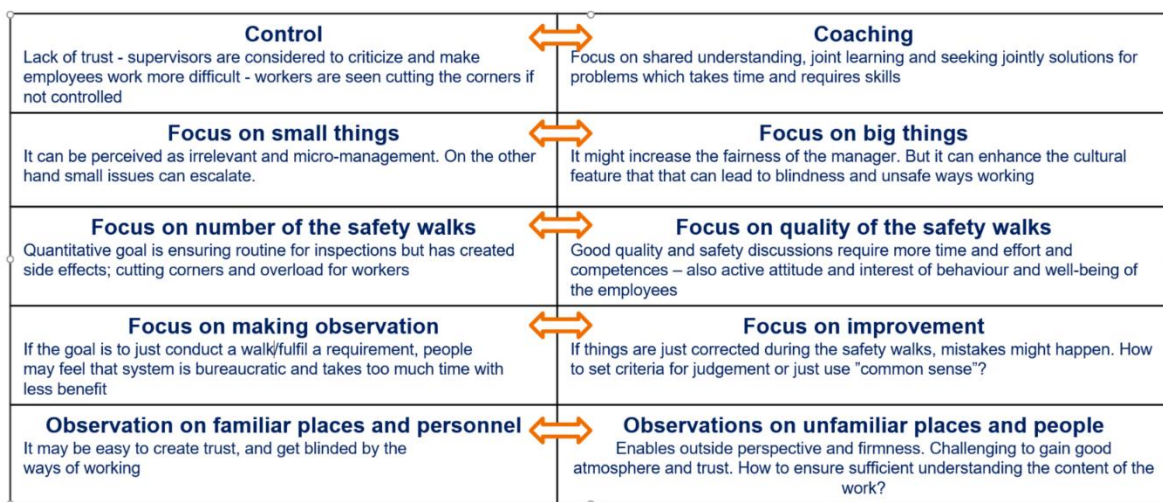 Control
Lack of trust - supervisors are considered to criticize and make
employees work more difficult - workers are seen cutting the corners if
not controlled
Coaching
Focus on shared understanding, joint learning and seeking jointly solutions for
problems which takes time and requires skills
Focus on small things
It can be perceived as irrelevant and micro-management. On the other
hand small issues can escalate.
Focus on big things
It might increase the fairness of the manager. But it can enhance the cultural
feature that that can lead to blindness and unsafe ways working
Focus on number of the safety walks
Quantitative goal is ensuring routine for inspections but has created
side effects; cutting corners and overload for workers
Focus on quality of the safety walks
Good quality and safety discussions require more time and effort and
competences – also active attitude and interest of behaviour and well-being of
the employees
Focus on making observation
If the goal is to just conduct a walk/fulfil a requirement, people
may feel that system is bureaucratic and takes too much time with
less benefit
Focus on improvement
If things are just corrected during the safety walks, mistakes might happen. How
to set criteria for judgement or just use ”common sense”?
Observation on familiar places and personnel
It may be easy to create trust, and get blinded by the
ways of working
Observations on unfamiliar places and people
Enables outside perspective and firmness. Challenging to gain good
atmosphere and trust. How to ensure sufficient understanding the content of the
work?